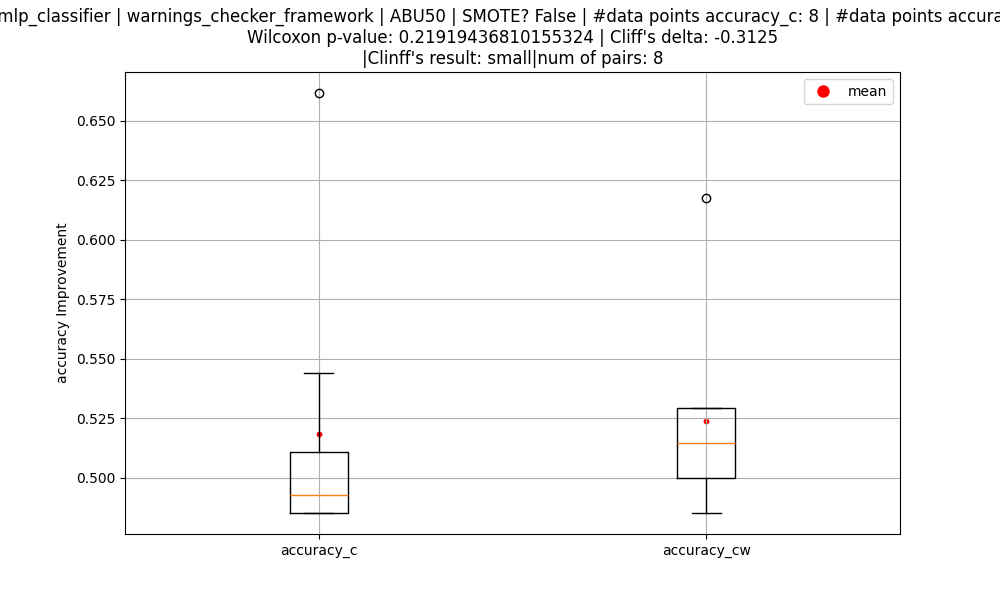 mlp_classifier | warnings_checker_framework | ABU50 | SMOTE? False | #data points accuracy_c: 8 | #data points
Wilcoxon p-value: 0.21919436810155324 | Cliff's delta: -0.3125
|Clinff's result: small|num of pairs: 8
mean
0.650
0.625
0.600
0.575
0.550
0.525
0.500
accuracy Improvement
accuracy_c
accuracy_cw